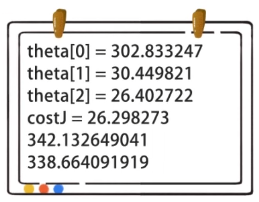 theta[0] = 302.833247
theta[1] = 30.449821
theta[2] = 26.402722
costJ = 26.298273
342.132649041
338.664091919